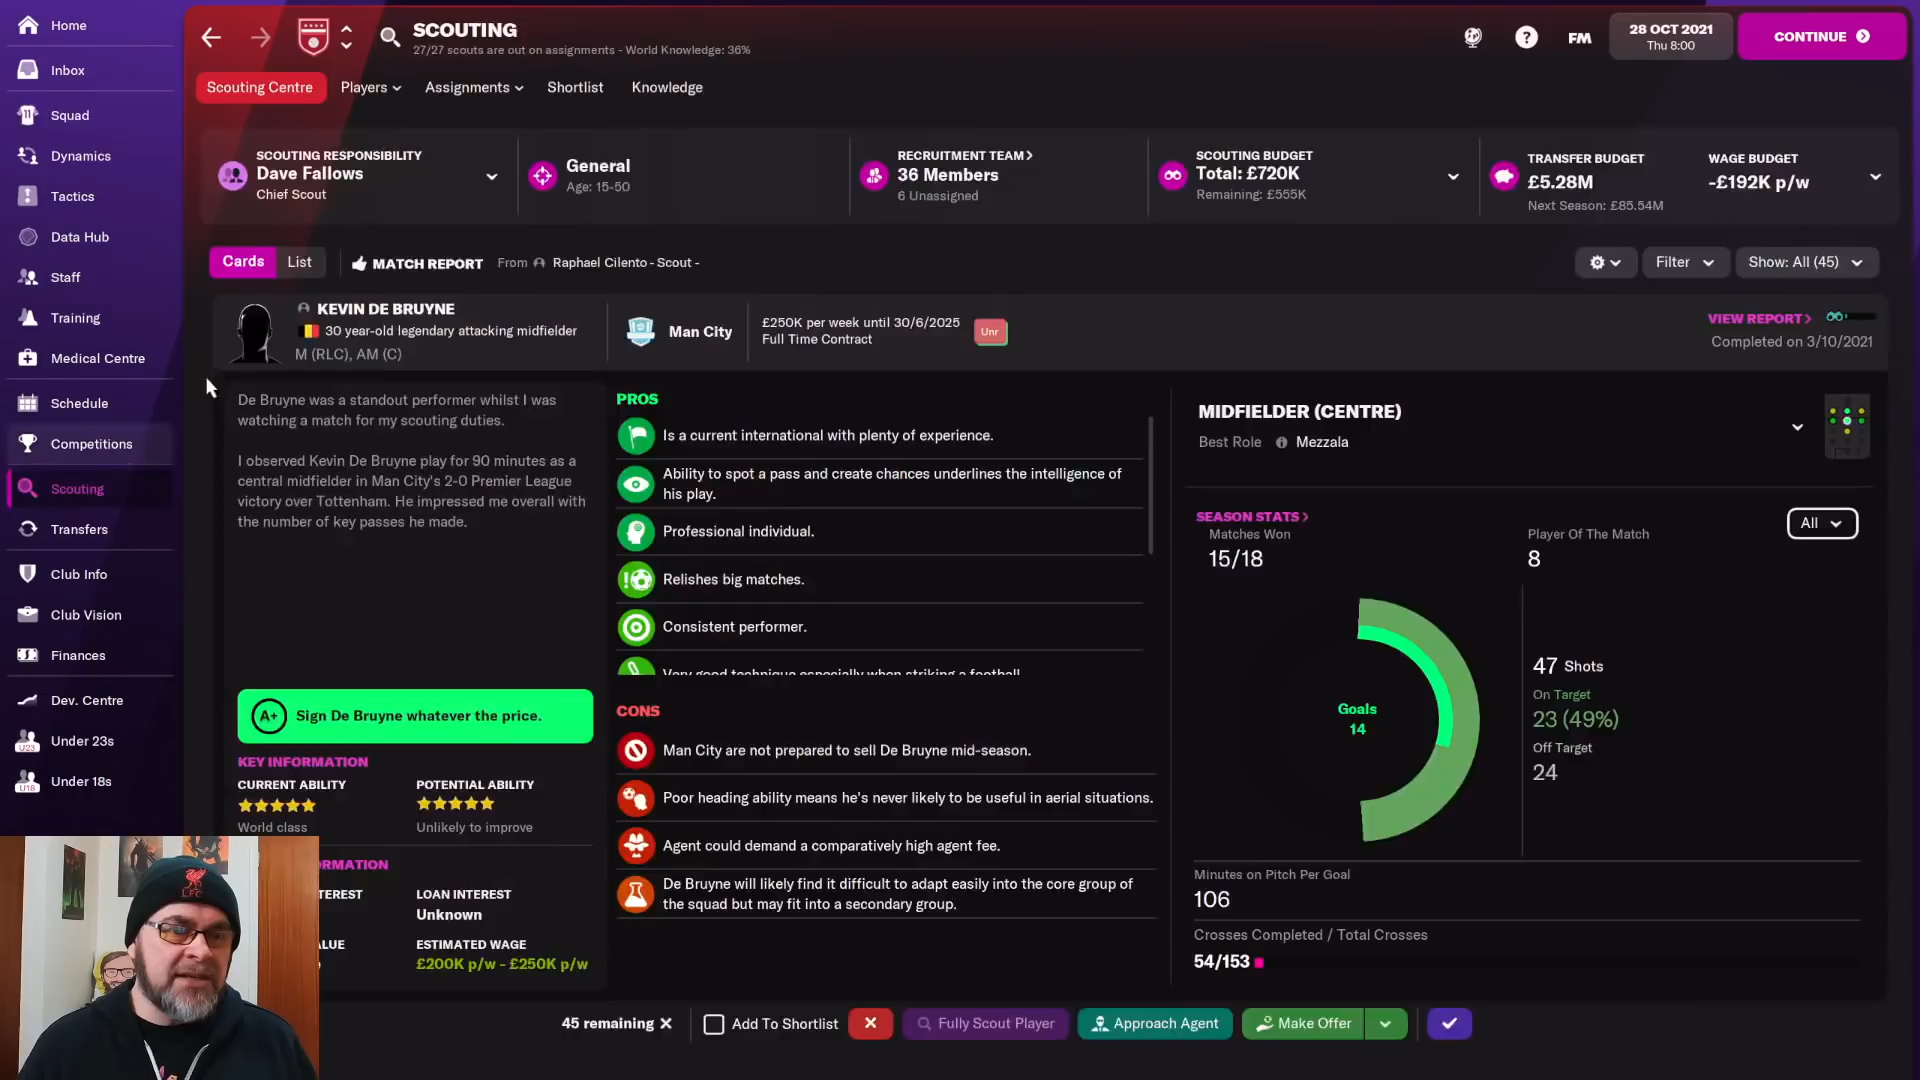 Home
Inbox
Squad
Dynamics
Tactics
Data Hub
Staff
Training
Medical Centre
Schedule
Competitions
Scouting
Transfers
Club Info
Club Vision
Finances
Dev. Centre
U23 Under 23s
U18 Under 18s
SCOUTING
27/27 scouts are out on assignments - World Knowledge: 36%
? FM
28 OCT 2021
Thu 8:00
CONTINUE
Scouting Centre Players Assignments Shortlist Knowledge
SCOUTING RESPONSIBILITY
Dave Fallows
Chief Scout
General
Age: 15-50
RECRUITMENT TEAM
36 Members
6 Unassigned
SCOUTING BUDGET
Total: £720K
Remaining: £555K
TRANSFER BUDGET
£5.28M
Next Season: £85.54M
WAGE BUDGET
-£192K p/w
Cards List MATCH REPORT From Raphael Cilento - Scout -
Filter Show: All (45)
KEVIN DE BRUYNE
30 year-old legendary attacking midfielder
M (RLC), AM (C)
Man City
£250K per week until 30/6/2025
Full Time Contract
Unr
VIEW REPORT
Completed on 3/10/2021
De Bruyne was a standout performer whilst I was
watching a match for my scouting duties.
I observed Kevin De Bruyne play for 90 minutes as a
central midfielder in Man City's 2-0 Premier League
victory over Tottenham. He impressed me overall with
the number of key passes he made.
A+ Sign De Bruyne whatever the price.
KEY INFORMATION
CURRENT ABILITY
World class
POTENTIAL ABILITY
Unlikely to improve
ORMATION
TEREST
LOAN INTEREST
Unknown
ALUE
ESTIMATED WAGE
£200K p/w - £250K p/w
PROS
Is a current international with plenty of experience.
Ability to spot a pass and create chances underlines the intelligence of
his play.
Professional individual.
Relishes big matches.
Consistent performer.
Very good technique especially when striking a football
CONS
Man City are not prepared to sell De Bruyne mid-season.
Poor heading ability means he's never likely to be useful in aerial situations.
Agent could demand a comparatively high agent fee.
De Bruyne will likely find it difficult to adapt easily into the core group of
the squad but may fit into a secondary group.
MIDFIELDER (CENTRE)
Best Role Mezzala
SEASON STATS
All
Matches Won
15/18
Player Of The Match
8
Goals
14
47 Shots
On Target
23 (49%)
Off Target
24
Minutes on Pitch Per Goal
106
Crosses Completed / Total Crosses
54/153
45 remaining Add To Shortlist Fully Scout Player Approach Agent Make Offer
LFC